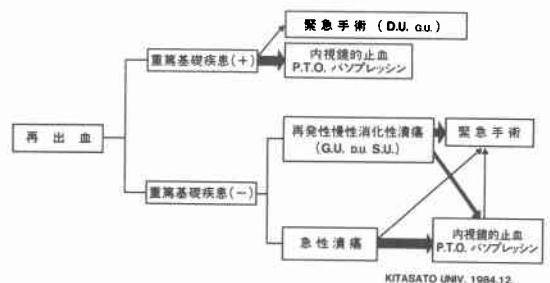 緊急手術 (D.U. G.U.)
重篤基礎疾患(+)
内視鏡的止血
P.T.O. バソプレッシン
再出血
再発性慢性消化性潰瘍
(G.U. D.U. S.U.)
緊急手術
重篤基礎疾患(-)
急性潰瘍
内視鏡的止血
P.T.O. バソプレッシン
KITASATO UNIV. 1984.12.